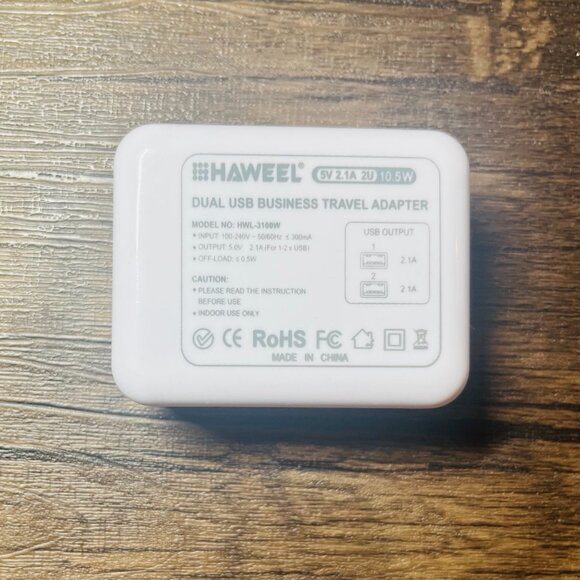 HAWEEL® 5V 2.1A 2U 10.5W
DUAL USB BUSINESS TRAVEL ADAPTER
MODEL NO: HWL-3100W
• INPUT: 100-240V ~ 50/60Hz ≤ 300mA
• OUTPUT: 5.0V 2.1A (For 1-2 x USB)
• OFF-LOAD: ≤ 0.5W
USB OUTPUT
1
2.1A
2
2.1A
CAUTION:
• PLEASE READ THE INSTRUCTION
BEFORE USE
• INDOOR USE ONLY
CE RoHS FC
MADE IN CHINA